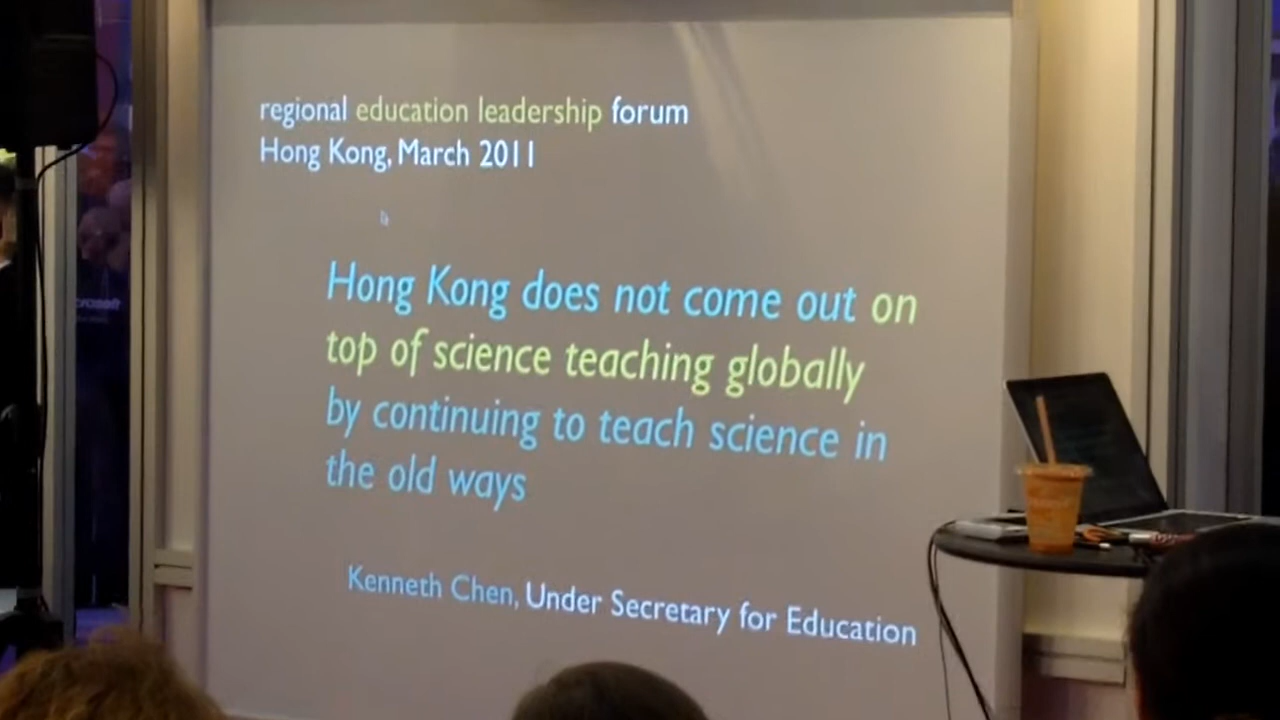 regional education leadership forum
Hong Kong, March 2011
Hong Kong does not come out on
top of science teaching globally
by continuing to teach science in
the old ways
Kenneth Chen, Under Secretary for Education